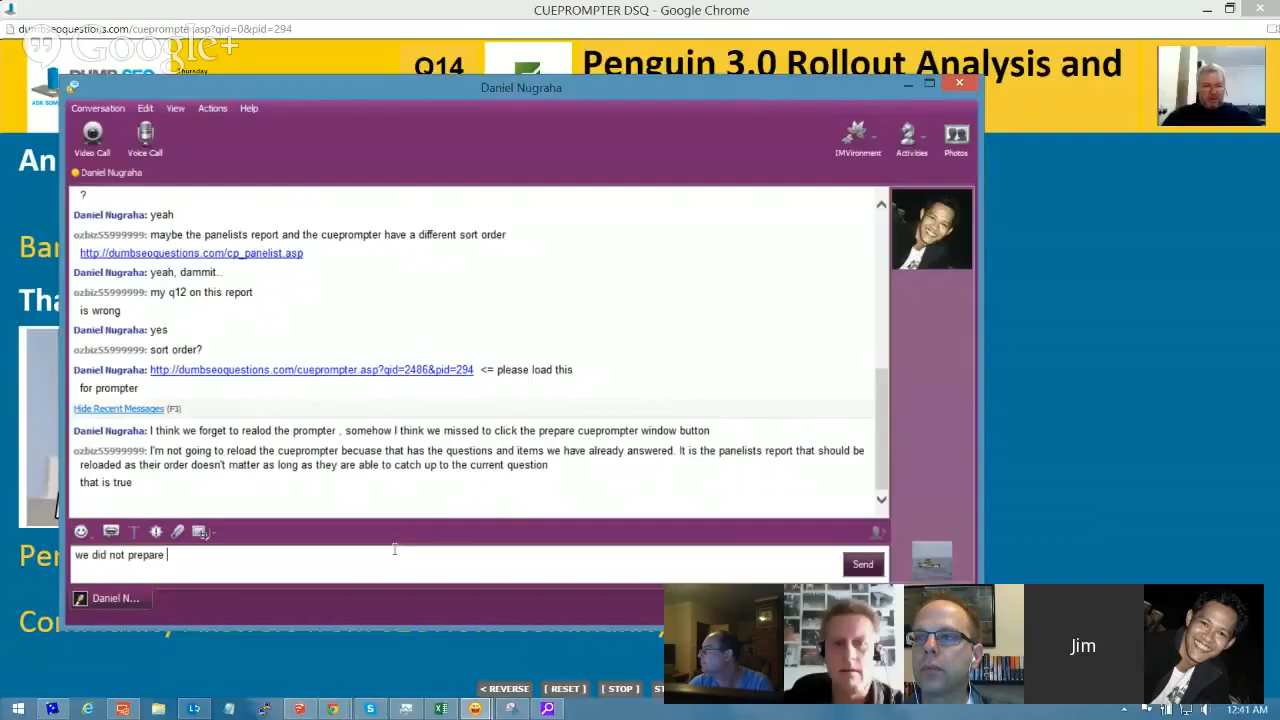 CUEPROMPTER DSQ - Google Chrome
dumbseoquestions.com/cueprompter.asp?qid=0&pid=294
Google+
Thursday
Q14
Penguin 3.0 Rollout Analysis and
Daniel Nugraha
Conversation Edit View Actions Help
Video Call Voice Call
IMVironment Activities Photos
Daniel Nugraha
?
Daniel Nugraha: yeah
ozbiz55999999: maybe the panelists report and the cueprompter have a different sort order
http://dumbseoquestions.com/cp_panelist.asp
Daniel Nugraha: yeah, dammit..
ozbiz55999999: my q12 on this report
is wrong
Daniel Nugraha: yes
ozbiz55999999: sort order?
Daniel Nugraha: http://dumbseoquestions.com/cueprompter.asp?qid=2486&pid=294 <= please load this
for prompter
Hide Recent Messages (F3)
Daniel Nugraha: I think we forget to realod the prompter , somehow I think we missed to click the prepare cueprompter window button
ozbiz55999999: I'm not going to reload the cueprompter becuase that has the questions and items we have already answered. It is the panelists report that should be
reloaded as their order doesn't matter as long as they are able to catch up to the current question
that is true
we did not prepare
Send
Daniel N...
Jim
< REVERSE [ RESET ] [ STOP ]
12:41 AM